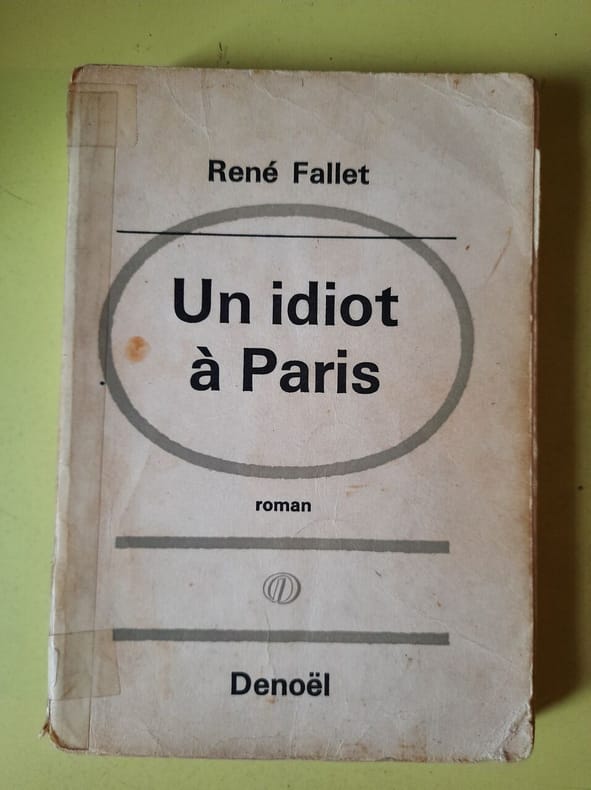 René Fallet
Un idiot
à Paris
roman
Denoël